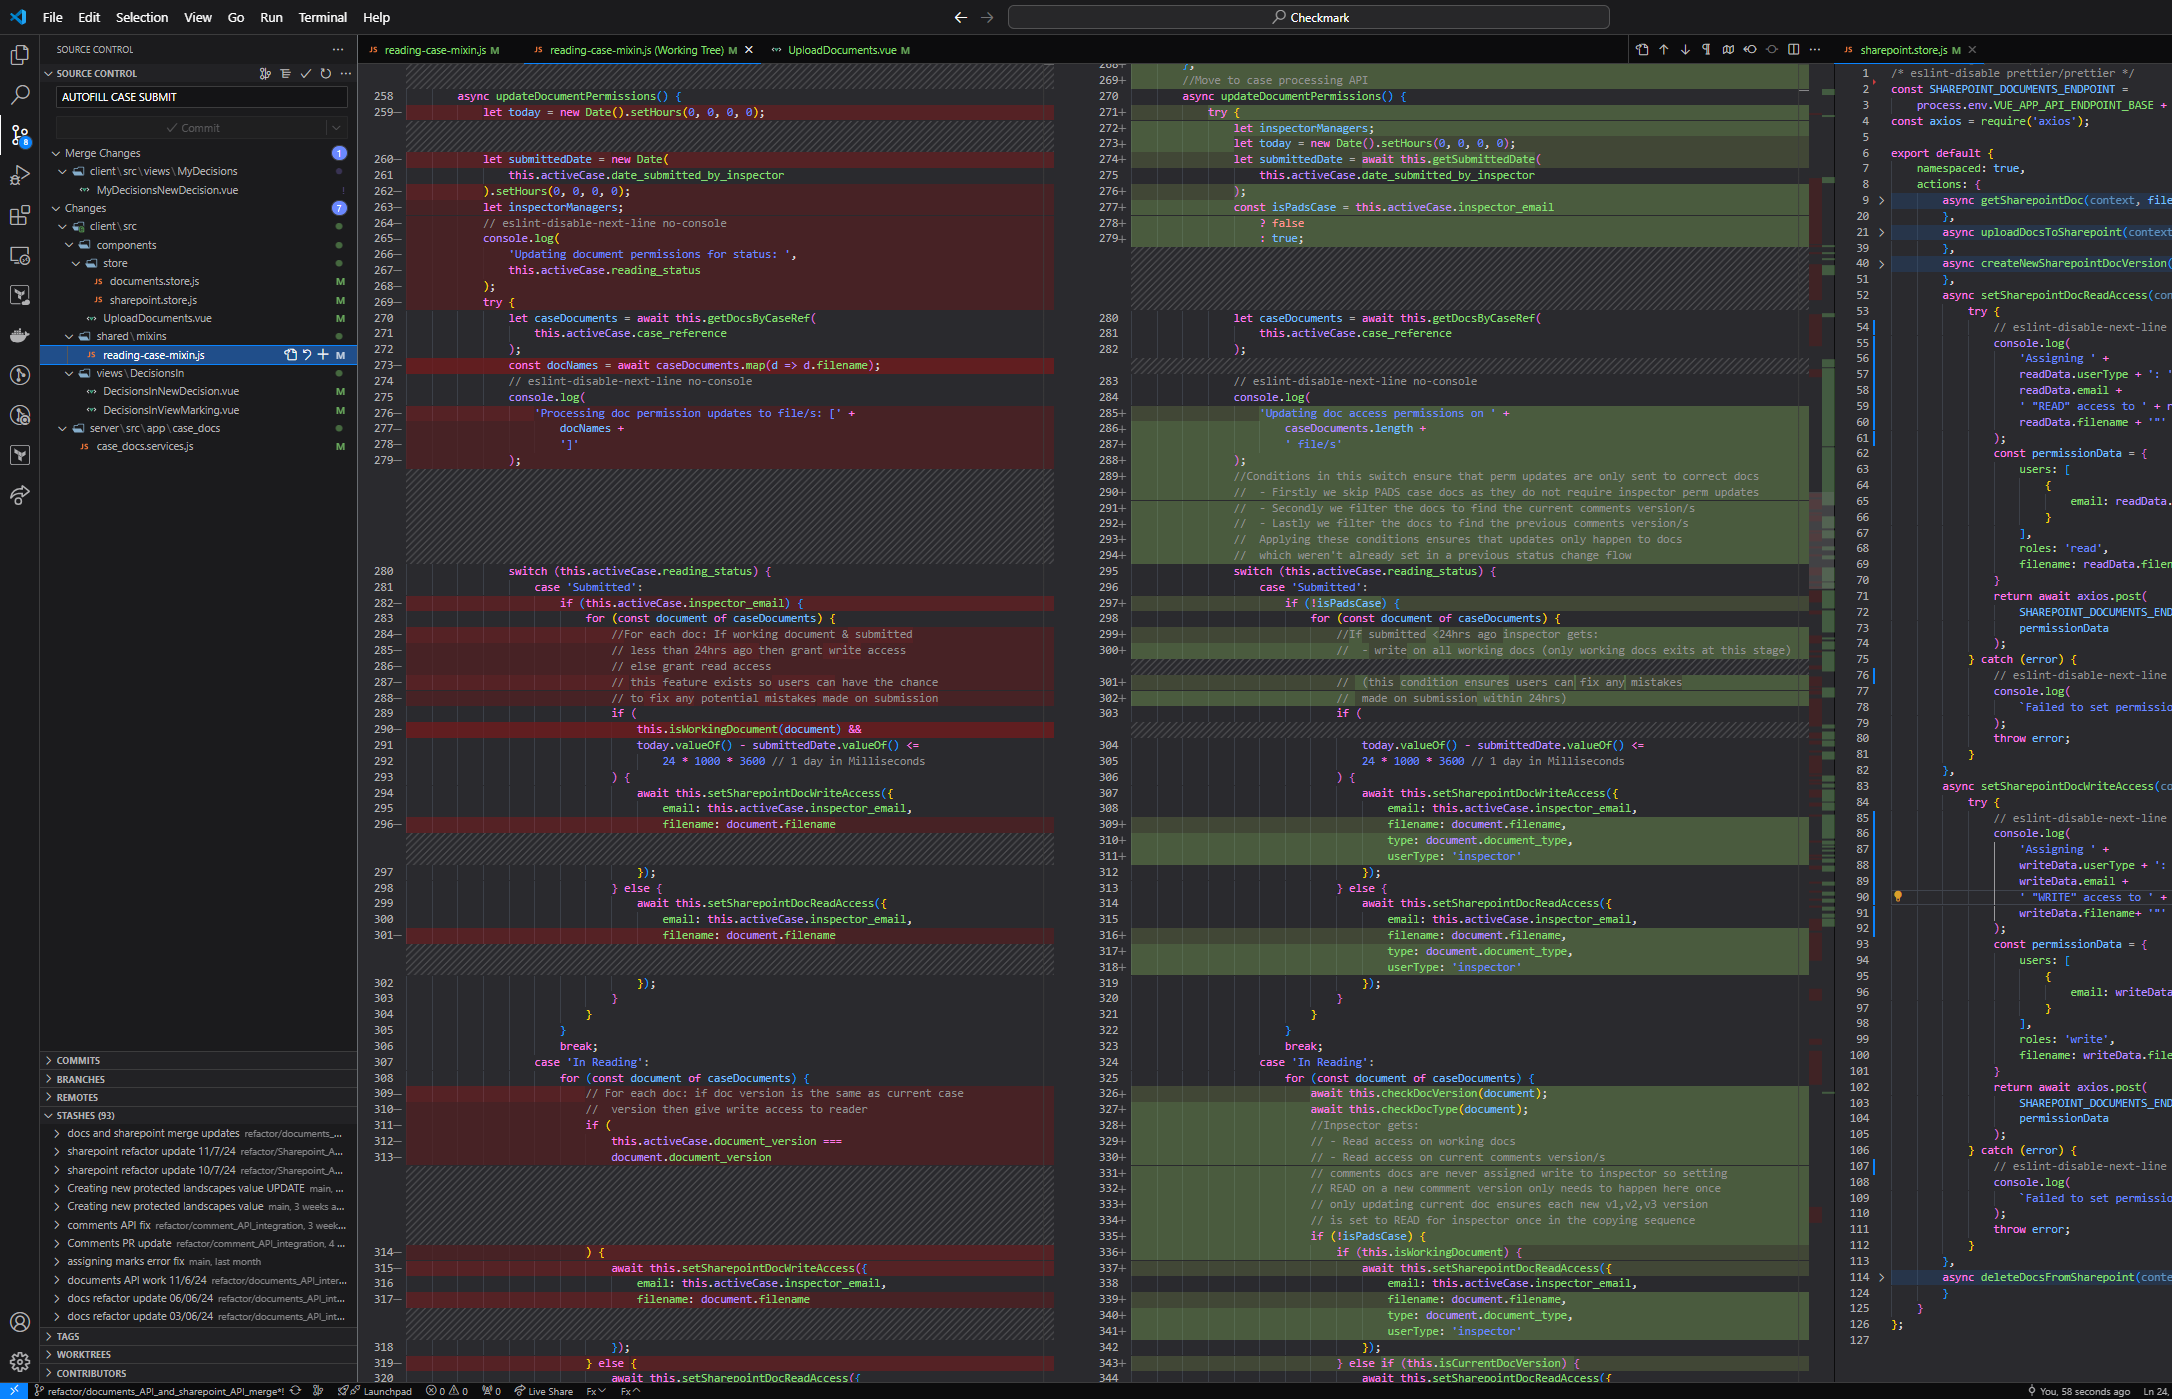 File Edit Selection View Go Run Terminal Help
Checkmark
SOURCE CONTROL
SOURCE CONTROL
AUTOFILL CASE SUBMIT
Commit
Merge Changes 1
client\src\views\MyDecisions
MyDecisionsNewDecision.vue !
Changes 7
client\src
components
store
documents.store.js M
sharepoint.store.js M
UploadDocuments.vue M
shared\mixins
reading-case-mixin.js M
views\DecisionsIn
DecisionsInNewDecision.vue M
DecisionsInViewMarking.vue M
server\src\app\case_docs
case_docs.services.js M
COMMITS
BRANCHES
REMOTES
STASHES (93)
docs and sharepoint merge updates refactor/documents_...
sharepoint refactor update 11/7/24 refactor/Sharepoint_A...
sharepoint refactor update 10/7/24 refactor/Sharepoint_A...
Creating new protected landscapes value UPDATE main, ...
Creating new protected landscapes value main, 3 weeks a...
comments API fix refactor/comment_API_integration, 3 week...
Comments PR update refactor/comment_API_integration, 4 ...
assigning marks error fix main, last month
documents API work 11/6/24 refactor/documents_API_inter...
docs refactor update 06/06/24 refactor/documents_API_int...
docs refactor update 03/06/24 refactor/documents_API_int...
TAGS
WORKTREES
CONTRIBUTORS
reading-case-mixin.js M
reading-case-mixin.js (Working Tree) M
UploadDocuments.vue M
258 async updateDocumentPermissions() {
259— let today = new Date().setHours(0, 0, 0, 0);
260— let submittedDate = new Date(
261 this.activeCase.date_submitted_by_inspector
262— ).setHours(0, 0, 0, 0);
263— let inspectorManagers;
264— // eslint-disable-next-line no-console
265— console.log(
266— 'Updating document permissions for status: ',
267— this.activeCase.reading_status
268— );
269— try {
270 let caseDocuments = await this.getDocsByCaseRef(
271 this.activeCase.case_reference
272 );
273— const docNames = await caseDocuments.map(d => d.filename);
274 // eslint-disable-next-line no-console
275 console.log(
276— 'Processing doc permission updates to file/s: [' +
277— docNames +
278— ']'
279— );
280 switch (this.activeCase.reading_status) {
281 case 'Submitted':
282— if (this.activeCase.inspector_email) {
283 for (const document of caseDocuments) {
284— //For each doc: If working document & submitted
285— // less than 24hrs ago then grant write access
286— // else grant read access
287— // this feature exists so users can have the chance
288— // to fix any potential mistakes made on submission
289 if (
290— this.isWorkingDocument(document) &&
291 today.valueOf() - submittedDate.valueOf() <=
292 24 * 1000 * 3600 // 1 day in Milliseconds
293 ) {
294 await this.setSharepointDocWriteAccess({
295 email: this.activeCase.inspector_email,
296— filename: document.filename
297 });
298 } else {
299 await this.setSharepointDocReadAccess({
300 email: this.activeCase.inspector_email,
301— filename: document.filename
302 });
303 }
304 }
305 }
306 break;
307 case 'In Reading':
308 for (const document of caseDocuments) {
309— // For each doc: if doc version is the same as current case
310— // version then give write access to reader
311— if (
312— this.activeCase.document_version ===
313— document.document_version
314— ) {
315— await this.setSharepointDocWriteAccess({
316 email: this.activeCase.inspector_email,
317— filename: document.filename
318 });
319— } else {
320 await this.setSharepointDocReadAccess({
268+ },
269+ //Move to case processing API
270 async updateDocumentPermissions() {
271+ try {
272+ let inspectorManagers;
273+ let today = new Date().setHours(0, 0, 0, 0);
274+ let submittedDate = await this.getSubmittedDate(
275 this.activeCase.date_submitted_by_inspector
276+ );
277+ const isPadsCase = this.activeCase.inspector_email
278+ ? false
279+ : true;
280 let caseDocuments = await this.getDocsByCaseRef(
281 this.activeCase.case_reference
282 );
283 // eslint-disable-next-line no-console
284 console.log(
285+ 'Updating doc access permissions on ' +
286+ caseDocuments.length +
287+ ' file/s'
288+ );
289+ //Conditions in this switch ensure that perm updates are only sent to correct docs
290+ // - Firstly we skip PADS case docs as they do not require inspector perm updates
291+ // - Secondly we filter the docs to find the current comments version/s
292+ // - Lastly we filter the docs to find the previous comments version/s
293+ // Applying these conditions ensures that updates only happen to docs
294+ // which weren't already set in a previous status change flow
295 switch (this.activeCase.reading_status) {
296 case 'Submitted':
297+ if (!isPadsCase) {
298 for (const document of caseDocuments) {
299+ //If submitted <24hrs ago inspector gets:
300+ // - write on all working docs (only working docs exits at this stage)
301+ // (this condition ensures users can fix any mistakes
302+ // made on submission within 24hrs)
303 if (
304 today.valueOf() - submittedDate.valueOf() <=
305 24 * 1000 * 3600 // 1 day in Milliseconds
306 ) {
307 await this.setSharepointDocWriteAccess({
308 email: this.activeCase.inspector_email,
309+ filename: document.filename,
310+ type: document.document_type,
311+ userType: 'inspector'
312 });
313 } else {
314 await this.setSharepointDocReadAccess({
315 email: this.activeCase.inspector_email,
316+ filename: document.filename,
317+ type: document.document_type,
318+ userType: 'inspector'
319 });
320 }
321 }
322 }
323 break;
324 case 'In Reading':
325 for (const document of caseDocuments) {
326+ await this.checkDocVersion(document);
327+ await this.checkDocType(document);
328+ //Inpsector gets:
329+ // - Read access on working docs
330+ // - Read access on current comments version/s
331+ // comments docs are never assigned write to inspector so setting
332+ // READ on a new commment version only needs to happen here once
333+ // only updating current doc ensures each new v1,v2,v3 version
334+ // is set to READ for inspector once in the copying sequence
335+ if (!isPadsCase) {
336+ if (this.isWorkingDocument) {
337+ await this.setSharepointDocReadAccess({
338 email: this.activeCase.inspector_email,
339+ filename: document.filename,
340+ type: document.document_type,
341+ userType: 'inspector'
342 });
343+ } else if (this.isCurrentDocVersion) {
344 await this.setSharepointDocReadAccess({
sharepoint.store.js M
1 /* eslint-disable prettier/prettier */
2 const SHAREPOINT_DOCUMENTS_ENDPOINT =
3 process.env.VUE_APP_API_ENDPOINT_BASE +
4 const axios = require('axios');
5
6 export default {
7 namespaced: true,
8 actions: {
9 async getSharepointDoc(context, file
20 },
21 async uploadDocsToSharepoint(context
39 },
40 async createNewSharepointDocVersion(
51 },
52 async setSharepointDocReadAccess(con
53 try {
54 // eslint-disable-next-line
55 console.log(
56 'Assigning ' +
57 readData.userType + ': '
58 readData.email +
59 ' "READ" access to ' + r
60 readData.filename + '"'
61 );
62 const permissionData = {
63 users: [
64 {
65 email: readData.
66 }
67 ],
68 roles: 'read',
69 filename: readData.filen
70 }
71 return await axios.post(
72 SHAREPOINT_DOCUMENTS_END
73 permissionData
74 );
75 } catch (error) {
76 // eslint-disable-next-line
77 console.log(
78 `Failed to set permissio
79 );
80 throw error;
81 }
82 },
83 async setSharepointDocWriteAccess(co
84 try {
85 // eslint-disable-next-line
86 console.log(
87 'Assigning ' +
88 writeData.userType + ':
89 writeData.email +
90 ' "WRITE" access to ' +
91 writeData.filename+ '"'
92 );
93 const permissionData = {
94 users: [
95 {
96 email: writeData
97 }
98 ],
99 roles: 'write',
100 filename: writeData.file
101 }
102 return await axios.post(
103 SHAREPOINT_DOCUMENTS_END
104 permissionData
105 );
106 } catch (error) {
107 // eslint-disable-next-line
108 console.log(
109 `Failed to set permissio
110 );
111 throw error;
112 }
113 },
114 async deleteDocsFromSharepoint(conte
124 }
125 }
126 };
127
refactor/documents_API_and_sharepoint_API_merge*! Launchpad 0 0 0 Live Share Fx Fx You, 58 seconds ago Ln 24,